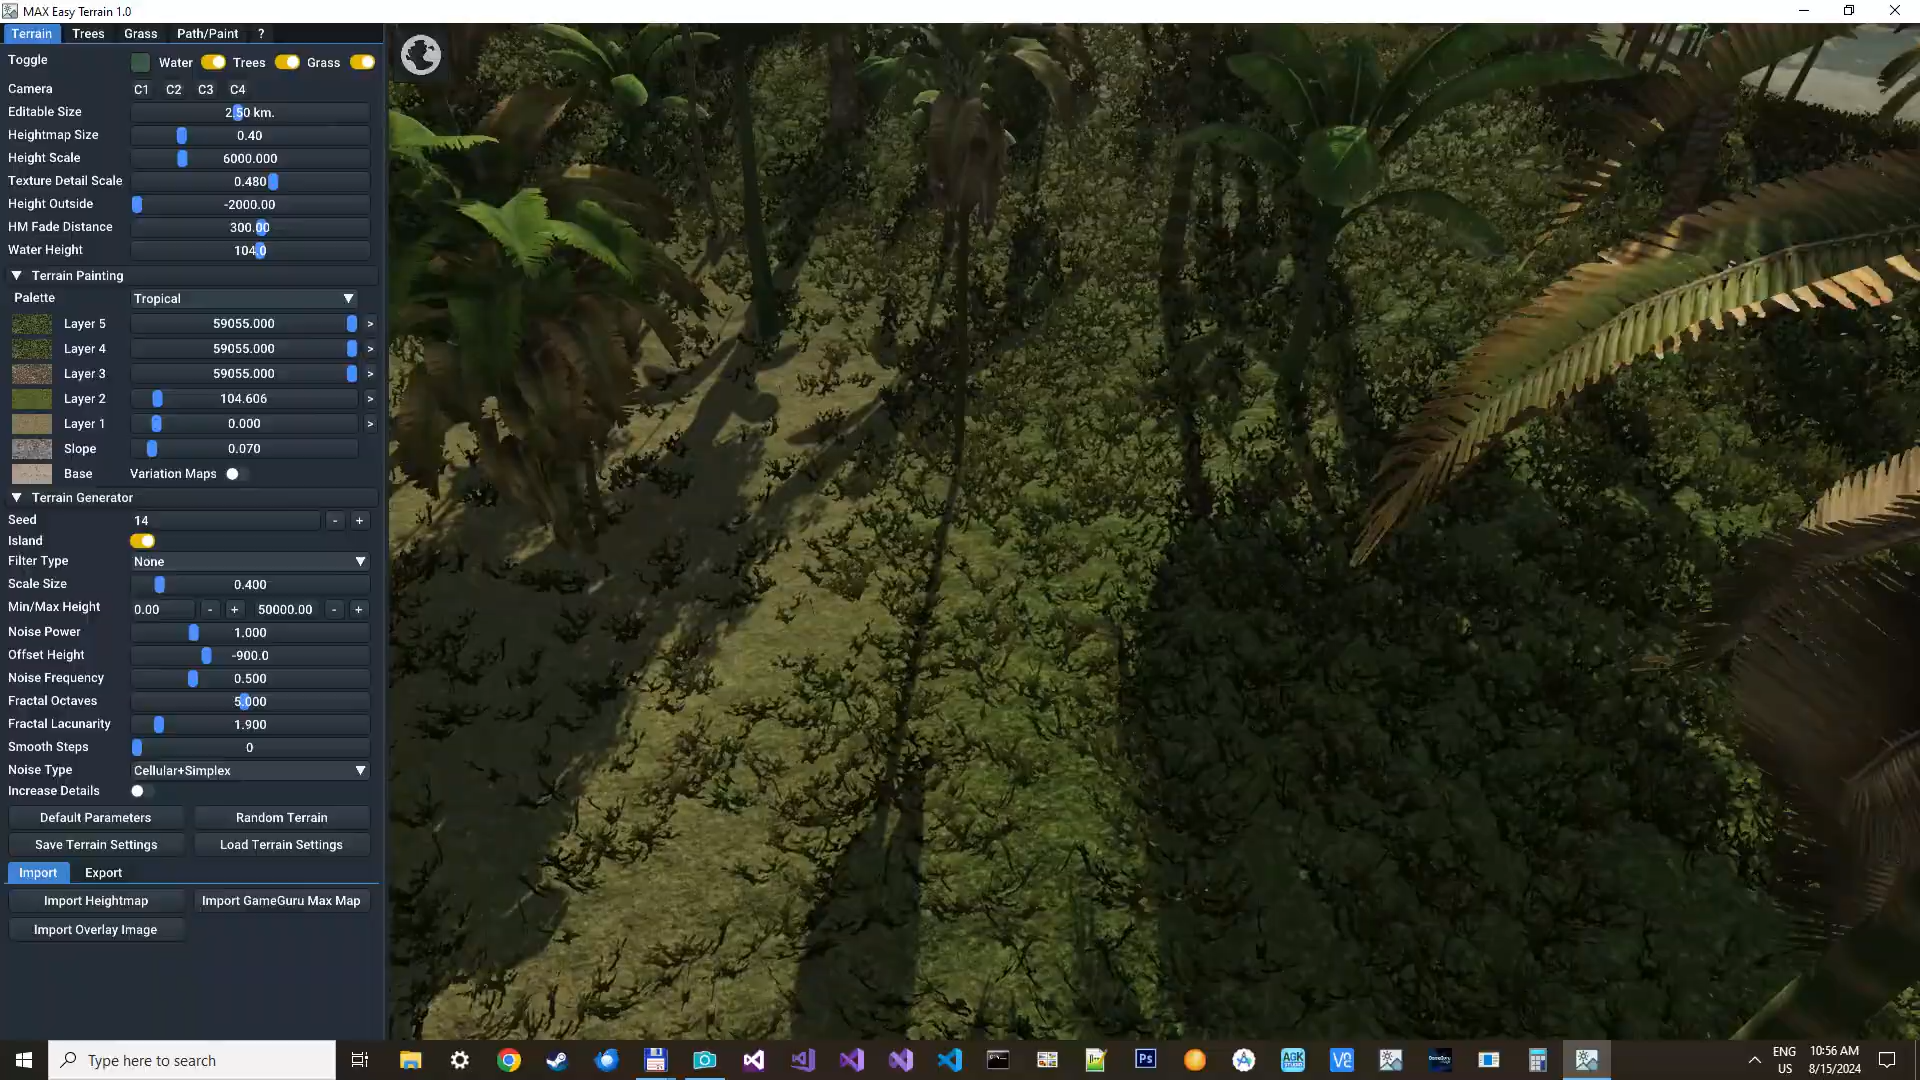 MAX Easy Terrain 1.0
Terrain Trees Grass Path/Paint ?
Toggle Water Trees Grass
Camera C1 C2 C3 C4
Editable Size 2.50 km.
Heightmap Size 0.40
Height Scale 6000.000
Texture Detail Scale 0.480
Height Outside -2000.00
HM Fade Distance 300.00
Water Height 104.0
Terrain Painting
Palette Tropical
Layer 5 59055.000 >
Layer 4 59055.000 >
Layer 3 59055.000 >
Layer 2 104.606 >
Layer 1 0.000 >
Slope 0.070
Base Variation Maps
Terrain Generator
Seed 14 - +
Island
Filter Type None
Scale Size 0.400
Min/Max Height 0.00 - + 50000.00 - +
Noise Power 1.000
Offset Height -900.0
Noise Frequency 0.500
Fractal Octaves 5.000
Fractal Lacunarity 1.900
Smooth Steps 0
Noise Type Cellular+Simplex
Increase Details
Default Parameters Random Terrain
Save Terrain Settings Load Terrain Settings
Import Export
Import Heightmap Import GameGuru Max Map
Import Overlay Image
Type here to search
Ps
AGK
ENG 10:56 AM
US 8/15/2024